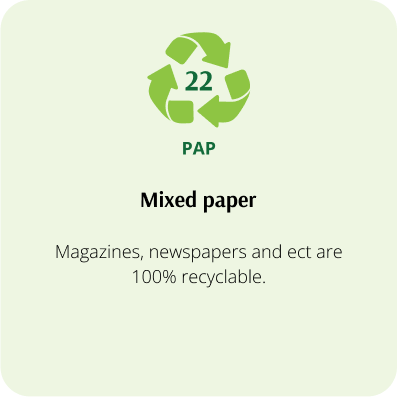 22
PAP
Mixed paper
Magazines, newspapers and ect are
100% recyclable.